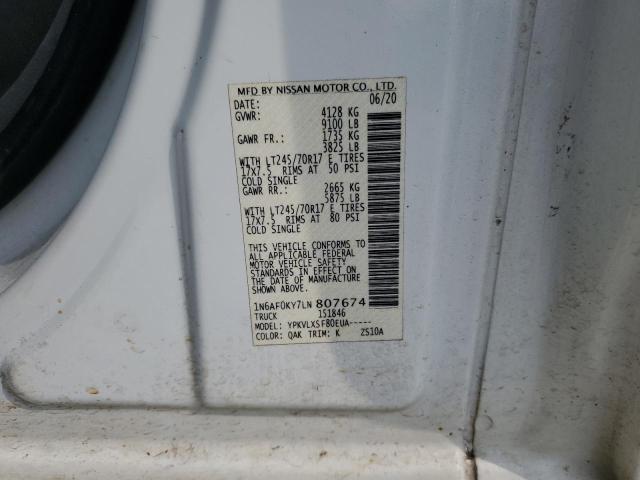 MFD BY NISSAN MOTOR CO., LTD.
DATE: 06/20
GVWR: 4128 KG
9100 LB
GAWR FR.: 1735 KG
3825 LB
WITH LT245/70R17 E TIRES
17X7.5 RIMS AT 50 PSI
COLD SINGLE
GAWR RR.: 2665 KG
5875 LB
WITH LT245/70R17 E TIRES
17X7.5 RIMS AT 80 PSI
COLD SINGLE
THIS VEHICLE CONFORMS TO
ALL APPLICABLE FEDERAL
MOTOR VEHICLE SAFETY
STANDARDS IN EFFECT ON
THE DATE OF MANUFACTURE
SHOWN ABOVE
1N6AF0KY7LN 807674
TRUCK 151846
MODEL: YPKVLXSF80EUA-----
COLOR: QAK TRIM: K ZS10A